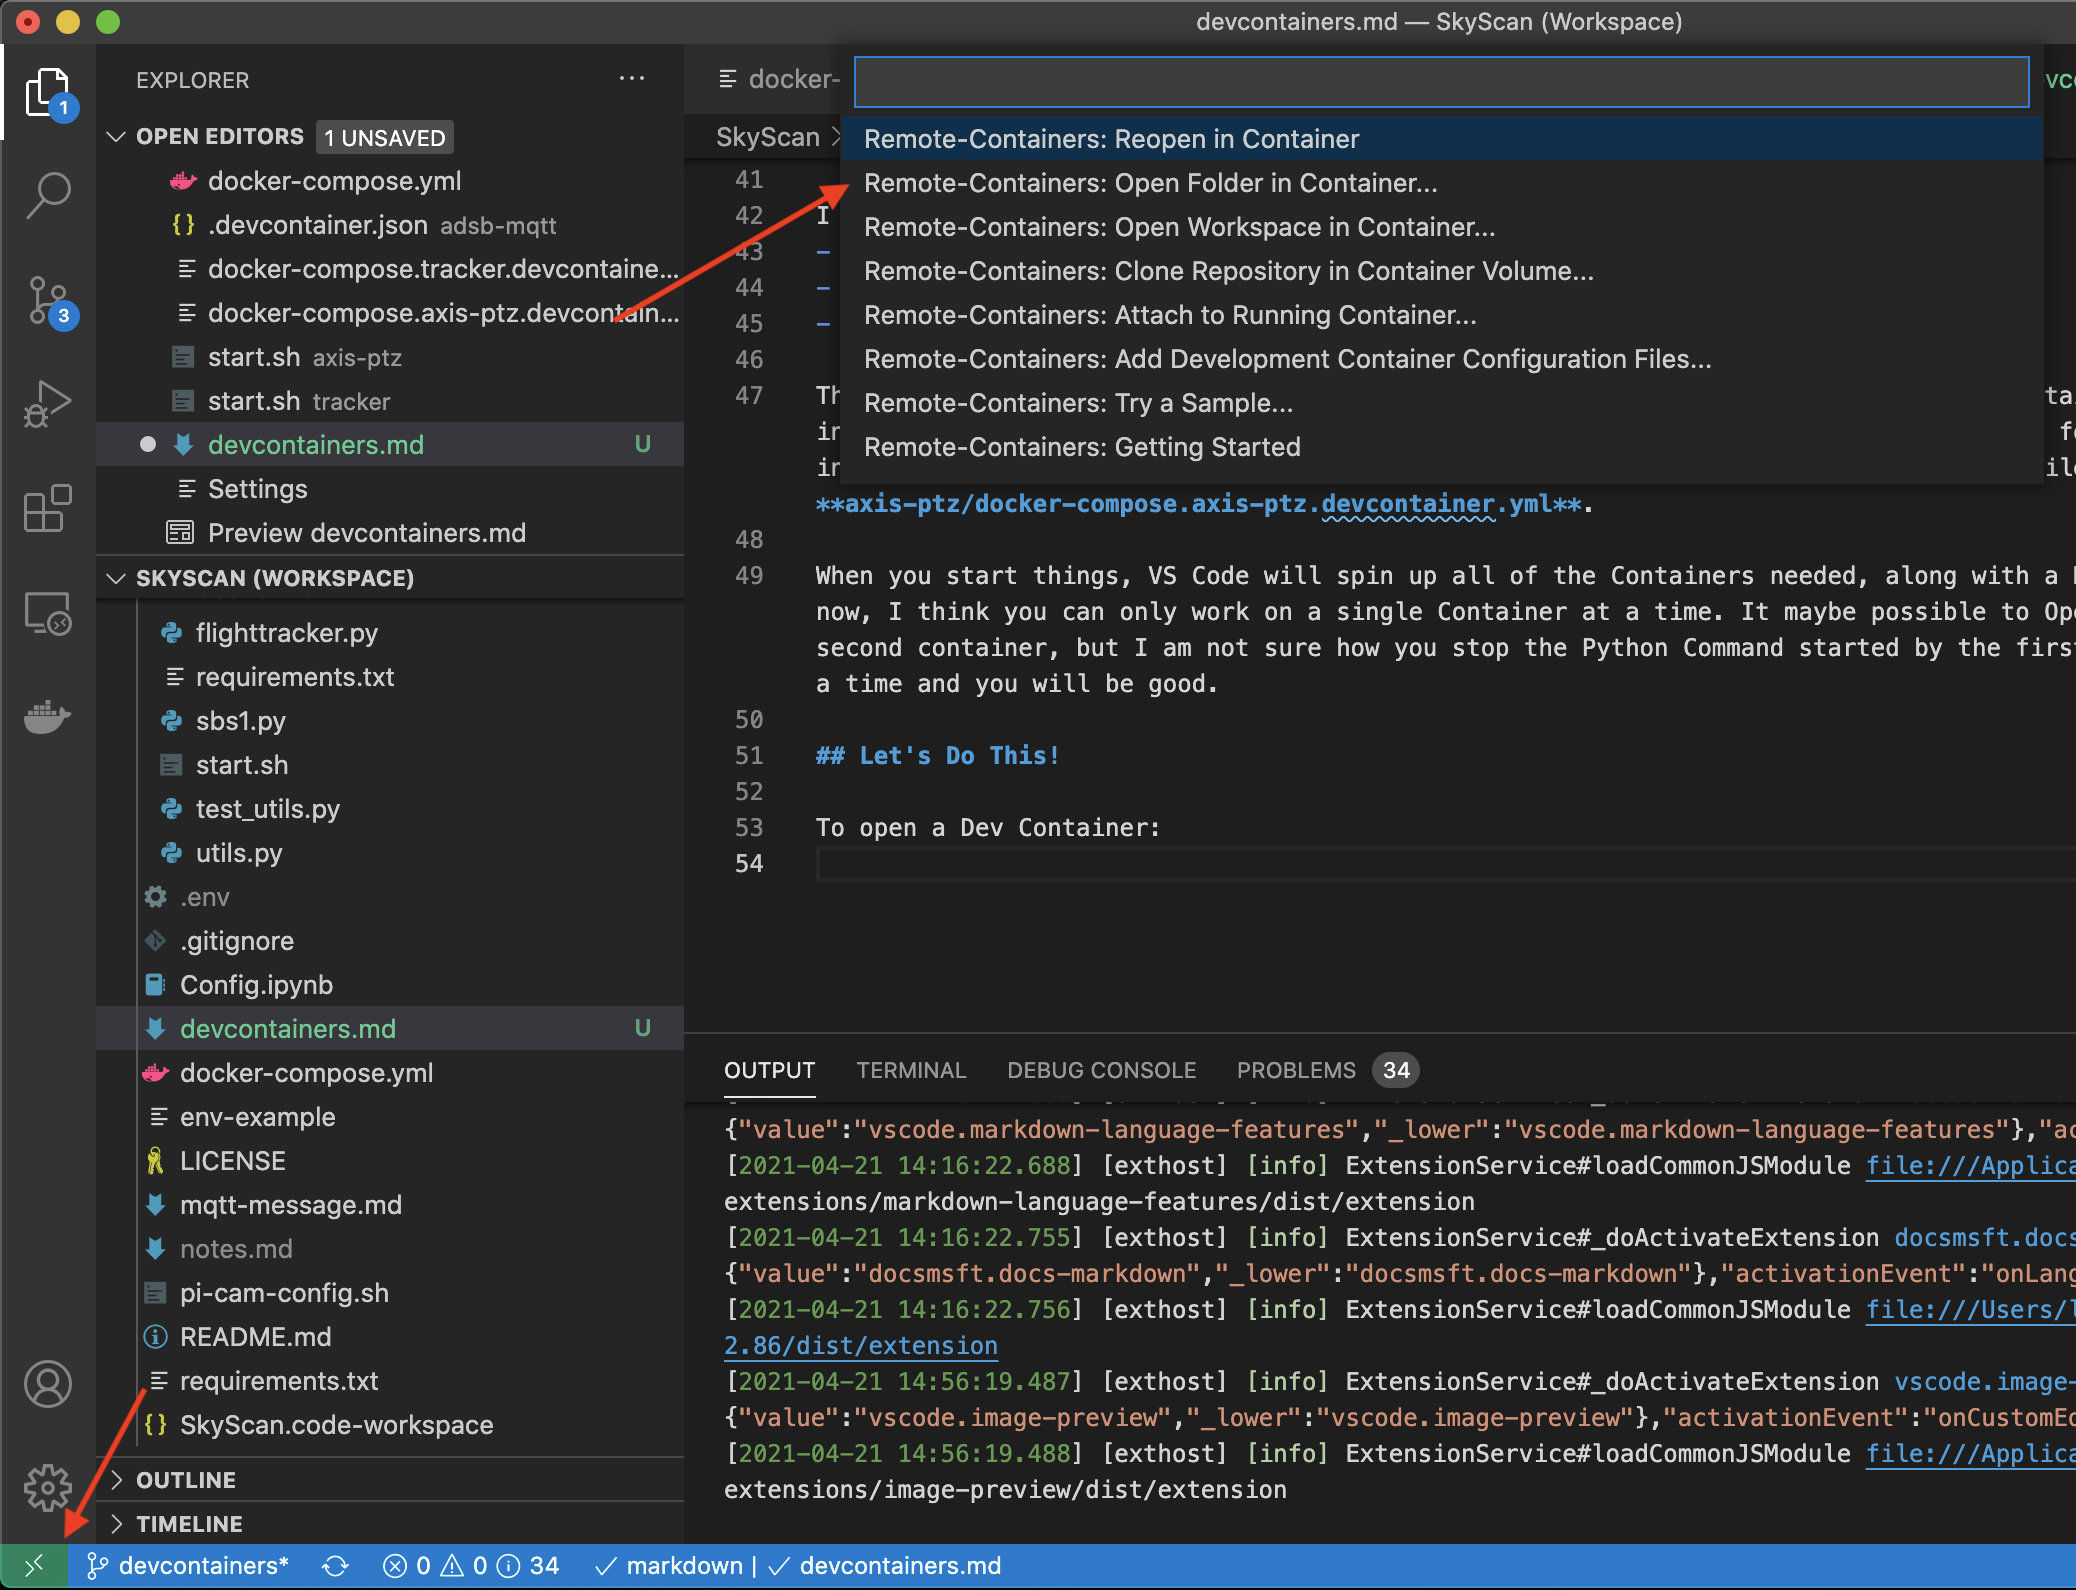 devcontainers.md — SkyScan (Workspace)
EXPLORER
OPEN EDITORS 1 UNSAVED
docker-compose.yml
{} .devcontainer.json adsb-mqtt
docker-compose.tracker.devcontaine...
docker-compose.axis-ptz.devcontain...
start.sh axis-ptz
start.sh tracker
devcontainers.md U
Settings
Preview devcontainers.md
SKYSCAN (WORKSPACE)
flighttracker.py
requirements.txt
sbs1.py
start.sh
test_utils.py
utils.py
.env
.gitignore
Config.ipynb
devcontainers.md U
docker-compose.yml
env-example
LICENSE
mqtt-message.md
notes.md
pi-cam-config.sh
README.md
requirements.txt
{} SkyScan.code-workspace
OUTLINE
TIMELINE
1
3
docker-
SkyScan >
Remote-Containers: Reopen in Container
Remote-Containers: Open Folder in Container...
Remote-Containers: Open Workspace in Container...
Remote-Containers: Clone Repository in Container Volume...
Remote-Containers: Attach to Running Container...
Remote-Containers: Add Development Container Configuration Files...
Remote-Containers: Try a Sample...
Remote-Containers: Getting Started
41
42 I
43 -
44 -
45 -
46
47 Th
in
in
**axis-ptz/docker-compose.axis-ptz.devcontainer.yml**.
48
49 When you start things, VS Code will spin up all of the Containers needed, along with a
now, I think you can only work on a single Container at a time. It maybe possible to Ope
second container, but I am not sure how you stop the Python Command started by the firs
a time and you will be good.
50
51 ## Let's Do This!
52
53 To open a Dev Container:
54
OUTPUT TERMINAL DEBUG CONSOLE PROBLEMS 34
{"value":"vscode.markdown-language-features","_lower":"vscode.markdown-language-features"},"ac
[2021-04-21 14:16:22.688] [exthost] [info] ExtensionService#loadCommonJSModule file:///Applica
extensions/markdown-language-features/dist/extension
[2021-04-21 14:16:22.755] [exthost] [info] ExtensionService#_doActivateExtension docsmsft.docs
{"value":"docsmsft.docs-markdown","_lower":"docsmsft.docs-markdown"},"activationEvent":"onLang
[2021-04-21 14:16:22.756] [exthost] [info] ExtensionService#loadCommonJSModule file:///Users/l
2.86/dist/extension
[2021-04-21 14:56:19.487] [exthost] [info] ExtensionService#_doActivateExtension vscode.image-
{"value":"vscode.image-preview","_lower":"vscode.image-preview"},"activationEvent":"onCustomEd
[2021-04-21 14:56:19.488] [exthost] [info] ExtensionService#loadCommonJSModule file:///Applica
extensions/image-preview/dist/extension
devcontainers* 0 0 34 markdown | devcontainers.md